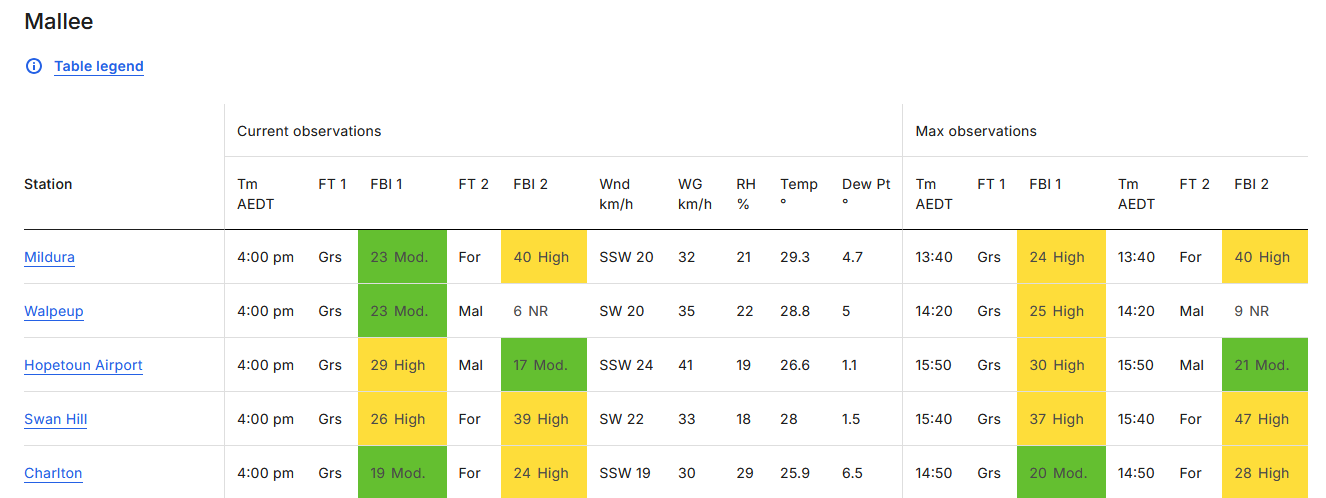 Mallee
Table legend
Current observations Max observations
Station Tm AEDT FT 1 FBI 1 FT 2 FBI 2 Wnd km/h WG km/h RH % Temp ° Dew Pt ° Tm AEDT FT 1 FBI 1 Tm AEDT FT 2 FBI 2
Mildura 4:00 pm Grs 23 Mod. For 40 High SSW 20 32 21 29.3 4.7 13:40 Grs 24 High 13:40 For 40 High
Walpeup 4:00 pm Grs 23 Mod. Mal 6 NR SW 20 35 22 28.8 5 14:20 Grs 25 High 14:20 Mal 9 NR
Hopetoun Airport 4:00 pm Grs 29 High Mal 17 Mod. SSW 24 41 19 26.6 1.1 15:50 Grs 30 High 15:50 Mal 21 Mod.
Swan Hill 4:00 pm Grs 26 High For 39 High SW 22 33 18 28 1.5 15:40 Grs 37 High 15:40 For 47 High
Charlton 4:00 pm Grs 19 Mod. For 24 High SSW 19 30 29 25.9 6.5 14:50 Grs 20 Mod. 14:50 For 28 High